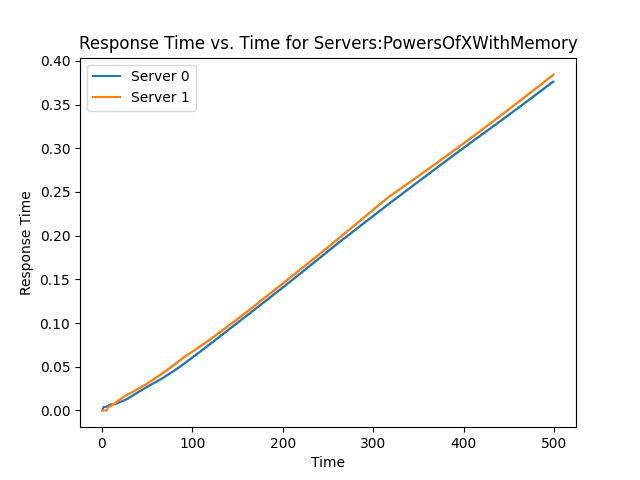 Response Time vs. Time for Servers:PowersOfXWithMemory
Server 0
Server 1
Response Time
0.40
0.35
0.30
0.25
0.20
0.15
0.10
0.05
0.00
0 100 200 300 400 500
Time